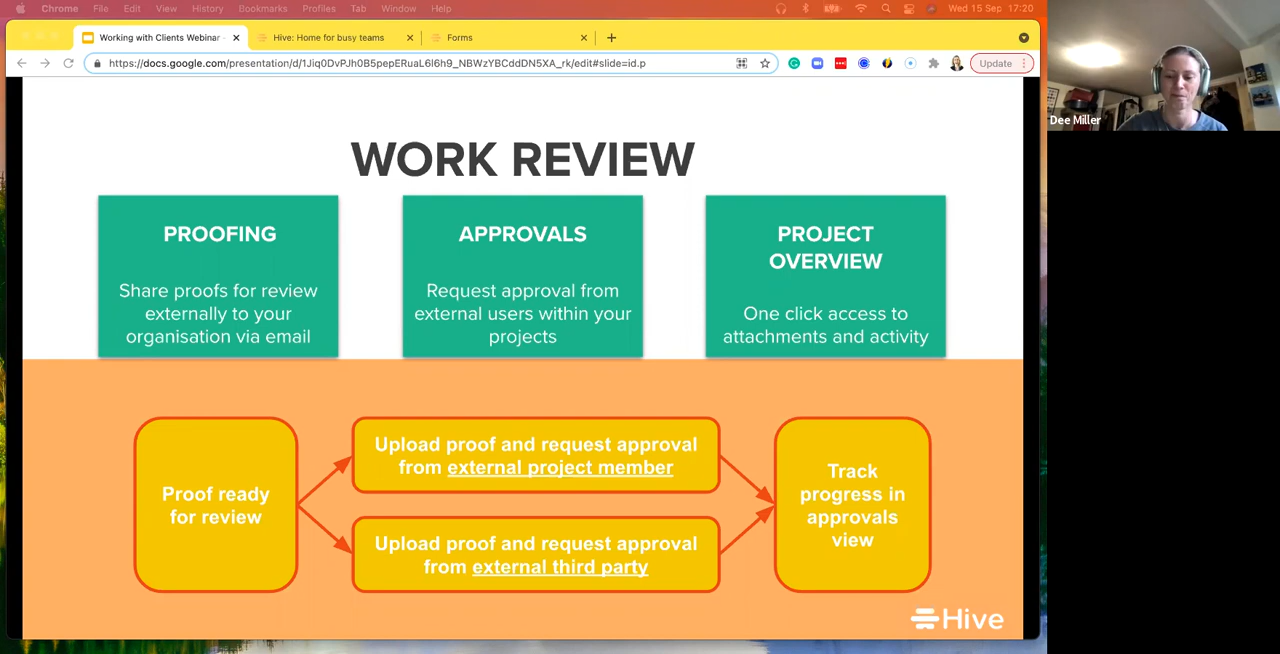 Chrome File Edit View History Bookmarks Profiles Tab Window Help Wed 15 Sep 17:20
Working with Clients Webinar - Hive: Home for busy teams Forms
https://docs.google.com/presentation/d/1Jiq0DvPJh0B5pepERuaL6l6h9_NBWzYBCddDN5XA_rk/edit#slide=id.p Update
Dee Miller
WORK REVIEW
PROOFING
Share proofs for review
externally to your
organisation via email
APPROVALS
Request approval from
external users within your
projects
PROJECT
OVERVIEW
One click access to
attachments and activity
Proof ready
for review
Upload proof and request approval
from external project member
Upload proof and request approval
from external third party
Track
progress in
approvals
view
Hive